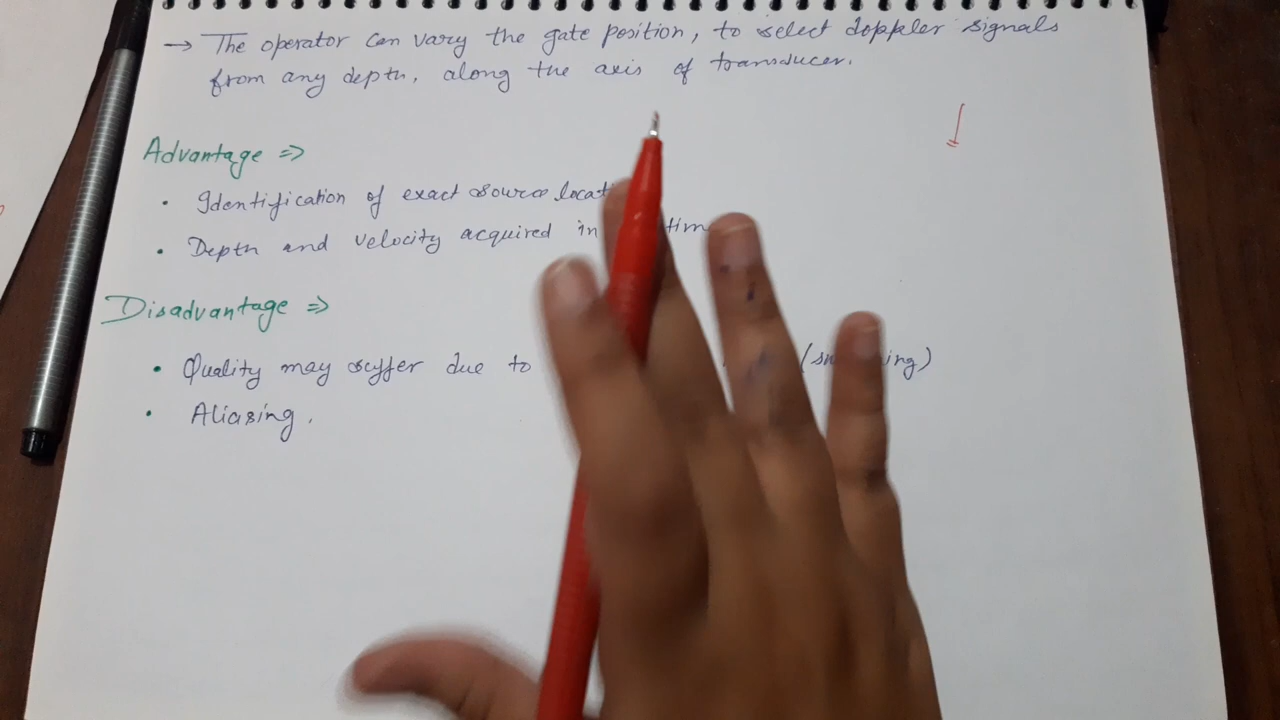 → The operator can vary the gate position, to select doppler signals
from any depth, along the axis of transducer.
Advantage ⇒
• Identification of exact source
• Depth and velocity acquired in
Disadvantage ⇒
• Quality may suffer due to
• Aliasing.